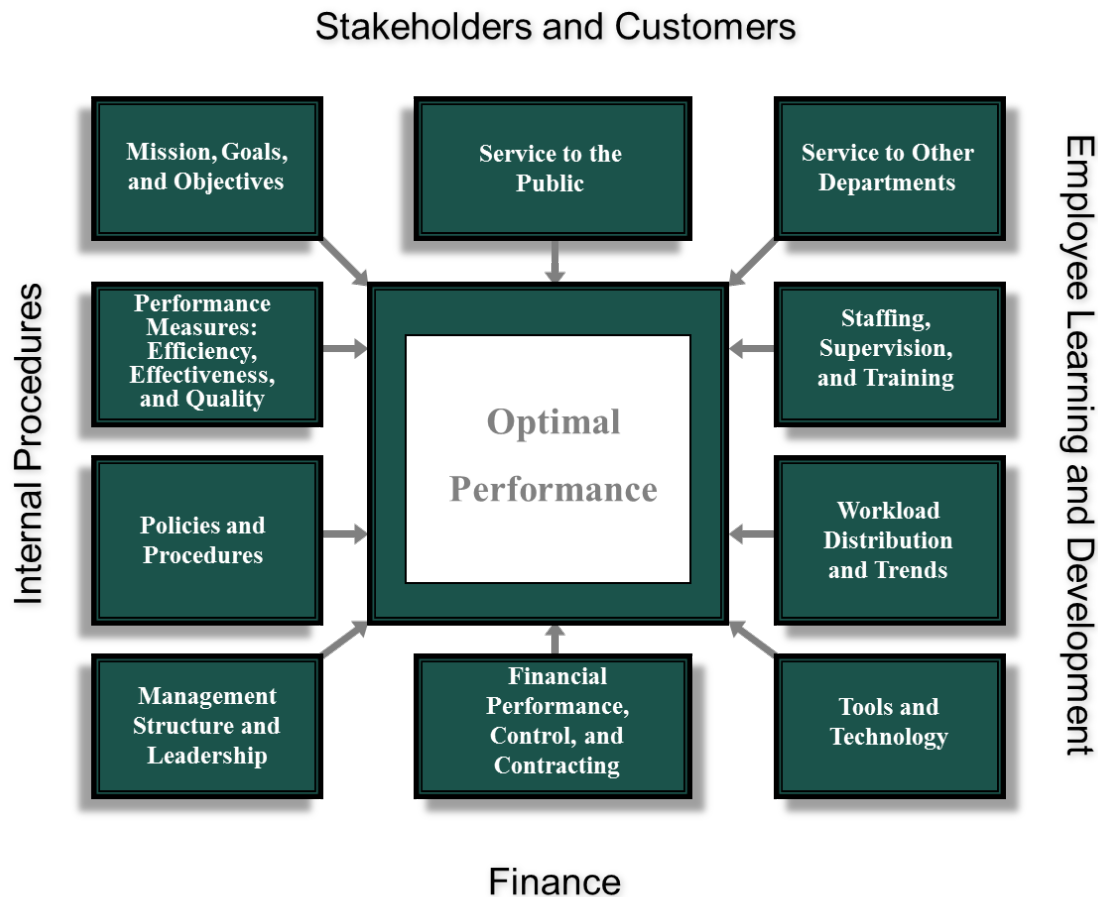 Stakeholders and Customers
Mission, Goals,
and Objectives
Service to the
Public
Service to Other
Departments
Internal Procedures
Performance
Measures:
Efficiency,
Effectiveness,
and Quality
Optimal
Performance
Staffing,
Supervision,
and Training
Employee Learning and Development
Policies and
Procedures
Workload
Distribution
and Trends
Management
Structure and
Leadership
Financial
Performance,
Control, and
Contracting
Tools and
Technology
Finance